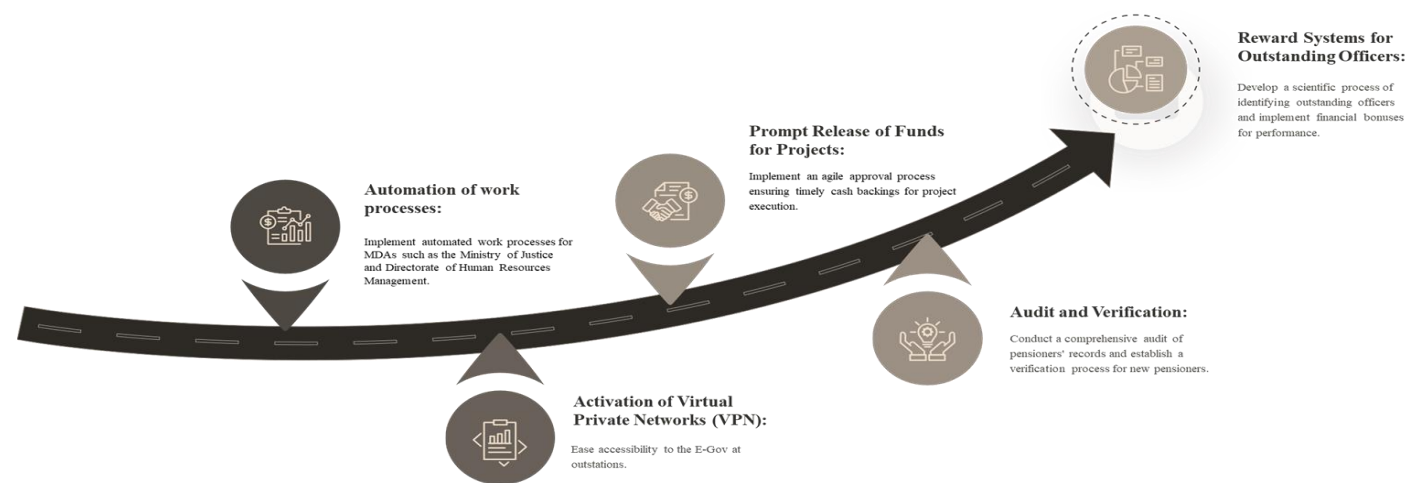 Automation of work
processes:
Implement automated work processes for
MDAs such as the Ministry of Justice
and Directorate of Human Resources
Management.
Activation of Virtual
Private Networks (VPN):
Ease accessibility to the E-Gov at
outstations.
Prompt Release of Funds
for Projects:
Implement an agile approval process
ensuring timely cash backings for project
execution.
Audit and Verification:
Conduct a comprehensive audit of
pensioners' records and establish a
verification process for new pensioners.
Reward Systems for
Outstanding Officers:
Develop a scientific process of
identifying outstanding officers
and implement financial bonuses
for performance.